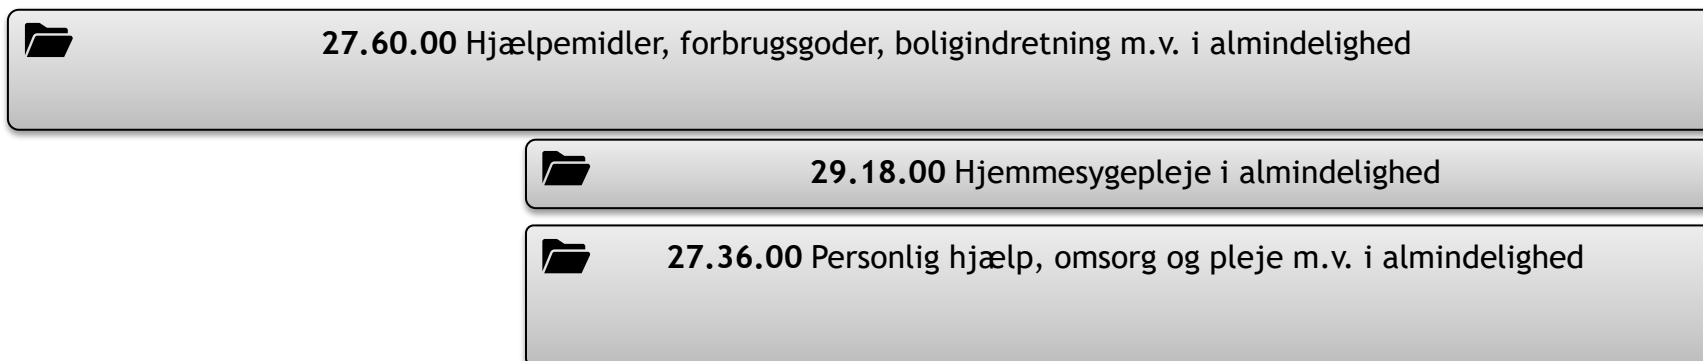 27.60.00 Hjælpemidler, forbrugsgoder, boligindretning m.v. i almindelighed
29.18.00 Hjemmesygepleje i almindelighed
27.36.00 Personlig hjælp, omsorg og pleje m.v. i almindelighed